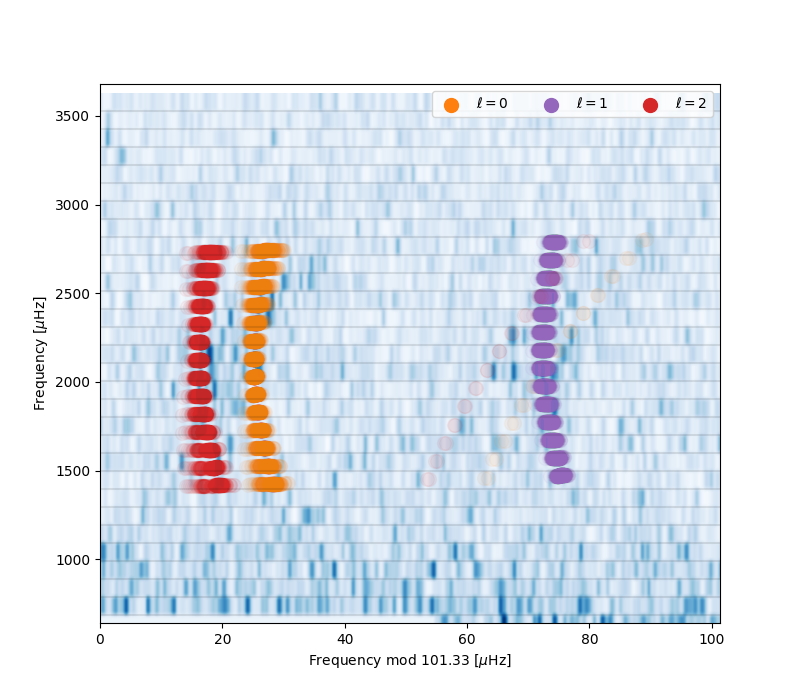 ℓ = 0 ℓ = 1 ℓ = 2
3500
3000
2500
2000
1500
1000
Frequency [μHz]
0 20 40 60 80 100
Frequency mod 101.33 [μHz]